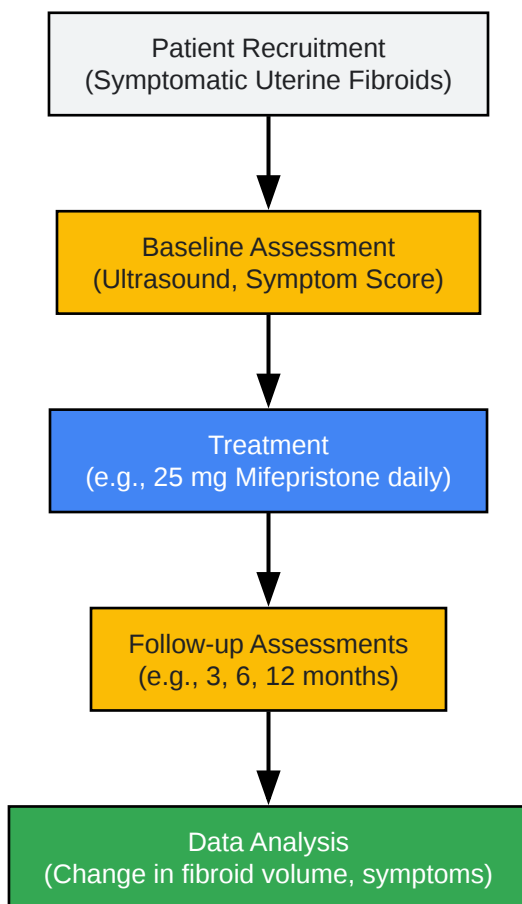 Patient Recruitment
(Symptomatic Uterine Fibroids)
Baseline Assessment
(Ultrasound, Symptom Score)
Treatment
(e.g., 25 mg Mifepristone daily)
Follow-up Assessments
(e.g., 3, 6, 12 months)
Data Analysis
(Change in fibroid volume, symptoms)